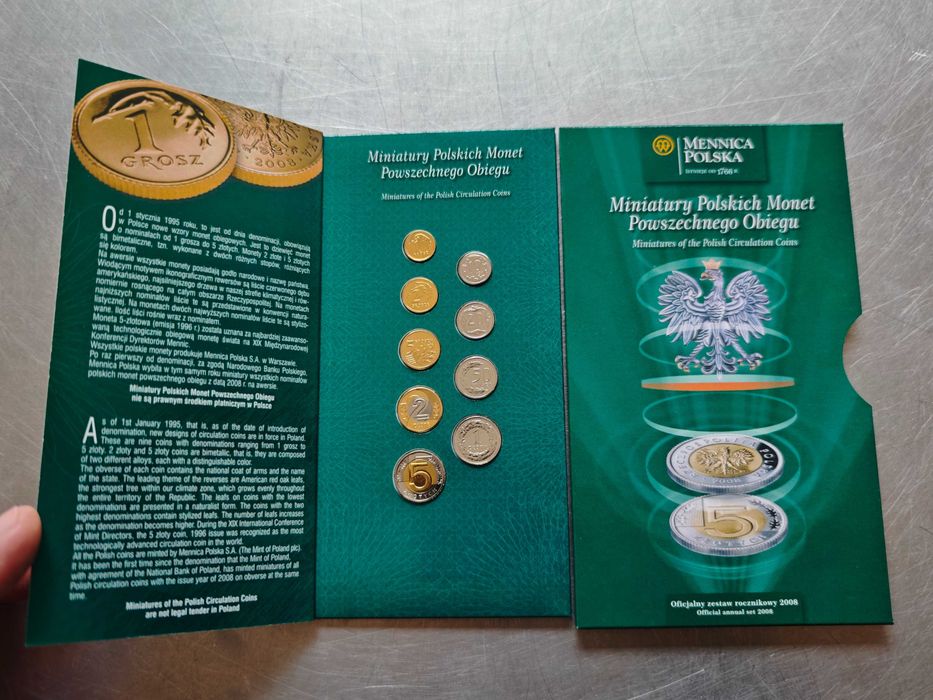 1
GROSZ
2008
Od 1 stycznia 1995 roku, to jest od dnia denominacji, obowiązują
w Polsce nowe wzory monet obiegowych. Jest to dziewięć monet
o nominałach od 1 grosza do 5 złotych. Monety 2 złote i 5 złotych
są bimetaliczne, tzn. wykonane z dwóch różnych stopów, różniących
się kolorem.
Na awersie wszystkie monety posiadają godło narodowe i nazwę państwa.
Wiodącym motywem ikonograficznym rewersów są liście czerwonego dębu
amerykańskiego, najsilniejszego drzewa w naszej strefie klimatycznej i rów-
nomiernie rosnącego na całym obszarze Rzeczypospolitej. Na monetach
najniższych nominałów liście te są przedstawione w konwencji natura-
listycznej. Na monetach dwóch najwyższych nominałów liście te są stylizo-
wane. Ilość liści rośnie wraz z nominałem.
Moneta 5-złotowa (emisja 1996 r.) została uznana za najbardziej zaawanso-
waną technologicznie obiegową monetę świata na XIX Międzynarodowej
Konferencji Dyrektorów Mennic.
Wszystkie polskie monety produkuje Mennica Polska S.A. w Warszawie.
Po raz pierwszy od denominacji, za zgodą Narodowego Banku Polskiego,
Mennica Polska wybiła w tym samym roku miniatury wszystkich nominałów
polskich monet powszechnego obiegu z datą 2008 r. na awersie.
Miniatury Polskich Monet Powszechnego Obiegu
nie są prawnym środkiem płatniczym w Polsce
As of 1st January 1995, that is, as of the date of introduction of
denomination, new designs of circulation coins are in force in Poland.
These are nine coins with denominations ranging from 1 grosz to
5 złoty. 2 złoty and 5 złoty coins are bimetallic, that is, they are composed
of two different alloys, each with a distinguishable color.
The obverse of each coin contains the national coat of arms and the name
of the state. The leading theme of the reverses are American red oak leafs,
the strongest tree within our climate zone, which grows evenly throughout
the entire territory of the Republic. The leafs on coins with the lowest
denominations are presented in a naturalist form. The coins with the two
highest denominations contain stylized leafs. The number of leafs increases
as the denomination becomes higher. During the XIX International Conference
of Mint Directors, the 5 złoty coin, 1996 issue was recognized as the most
technologically advanced circulation coin in the world.
All the Polish coins are minted by Mennica Polska S.A. (The Mint of Poland plc).
It has been the first time since the denomination that the Mint of Poland,
with agreement of the National Bank of Poland, has minted miniatures of all
Polish circulation coins with the issue year of 2008 on obverse at the same
time.
Miniatures of the Polish Circulation Coins
are not legal tender in Poland
Miniatury Polskich Monet
Powszechnego Obiegu
Miniatures of the Polish Circulation Coins
5
2
5
MENNICA
POLSKA
ISTNIEJE OD 1766 R.
Miniatury Polskich Monet
Powszechnego Obiegu
Miniatures of the Polish Circulation Coins
2008
5
Oficjalny zestaw rocznikowy 2008
Official annual set 2008